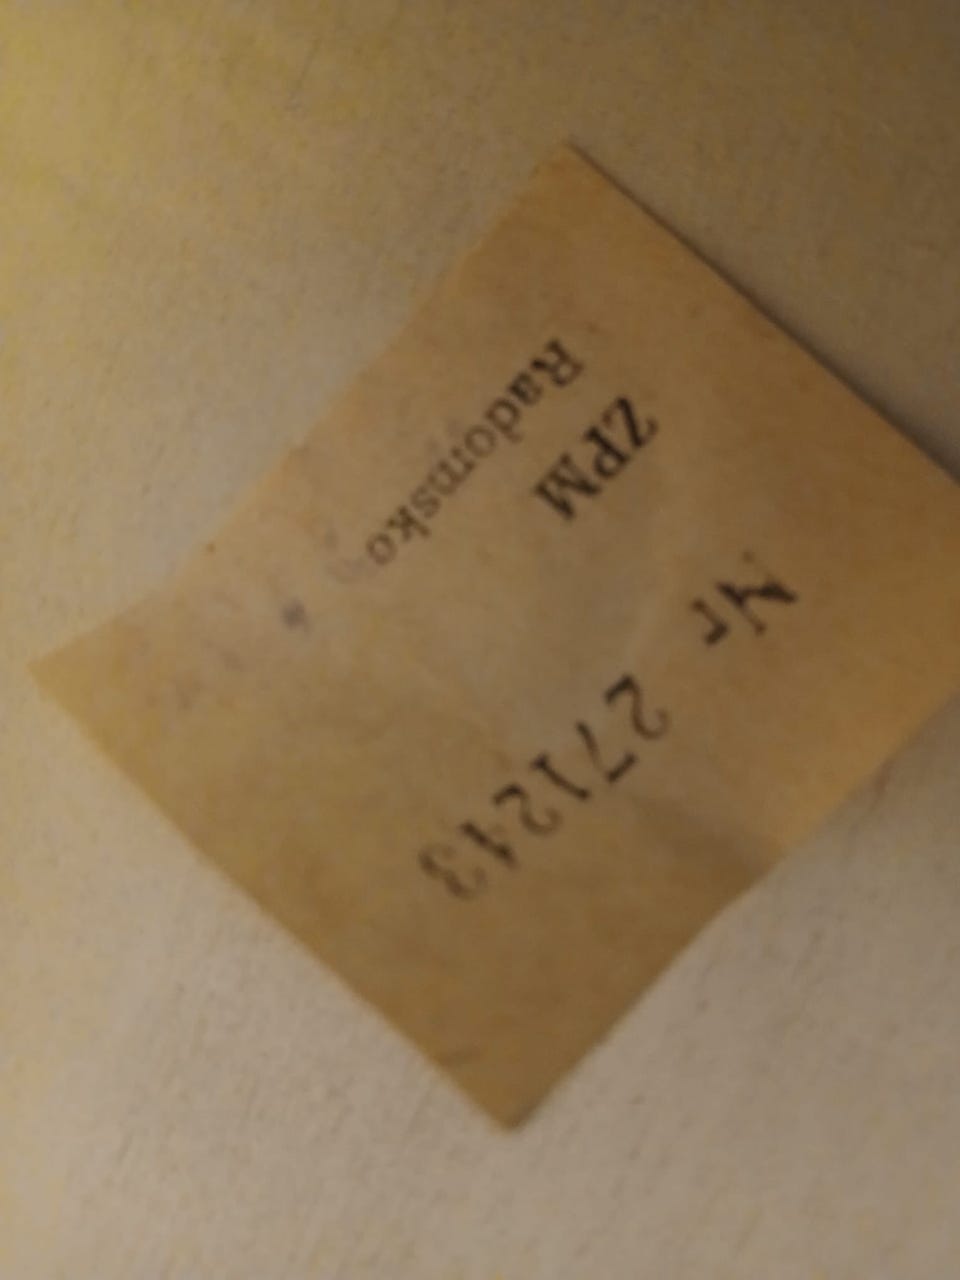 Nr 271243
ZPM
Radomsko